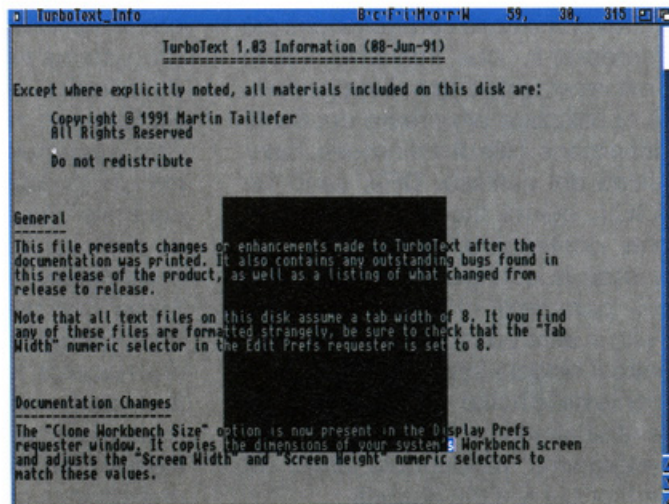 TurboText_Info B·c·F·i·M·o·r·W 59, 30, 315
TurboText 1.03 Information (08-Jun-91)
Except where explicitly noted, all materials included on this disk are:
Copyright © 1991 Martin Taillefer
All Rights Reserved
Do not redistribute
General
This file presents changes or enhancements made to TurboText after the
documentation was printed. It also contains any outstanding bugs found in
this release of the product, as well as a listing of what changed from
release to release.
Note that all text files on this disk assume a tab width of 8. It you find
any of these files are formatted strangely, be sure to check that the "Tab
Width" numeric selector in the Edit Prefs requester is set to 8.
Documentation Changes
The "Clone Workbench Size" option is now present in the Display Prefs
requester window. It copies the dimensions of your system's Workbench screen
and adjusts the "Screen Width" and "Screen Height" numeric selectors to
match these values.